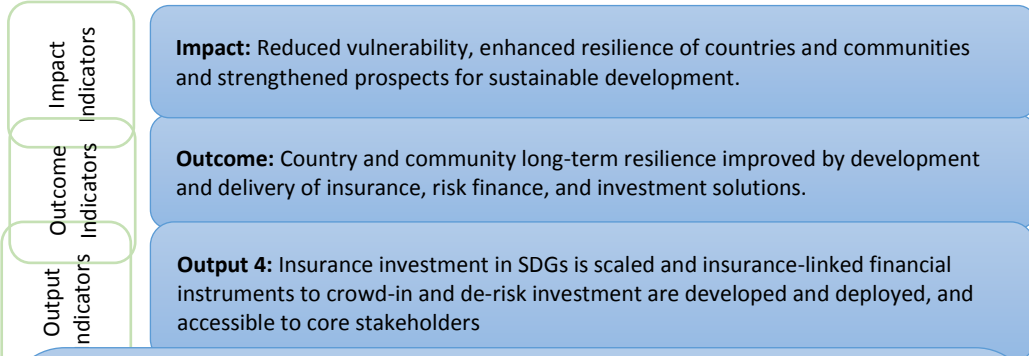 Impact
Indicators
Impact: Reduced vulnerability, enhanced resilience of countries and communities
and strengthened prospects for sustainable development.
Outcome
Indicators
Outcome: Country and community long-term resilience improved by development
and delivery of insurance, risk finance, and investment solutions.
Output
ndicators
Output 4: Insurance investment in SDGs is scaled and insurance-linked financial
instruments to crowd-in and de-risk investment are developed and deployed, and
accessible to core stakeholders